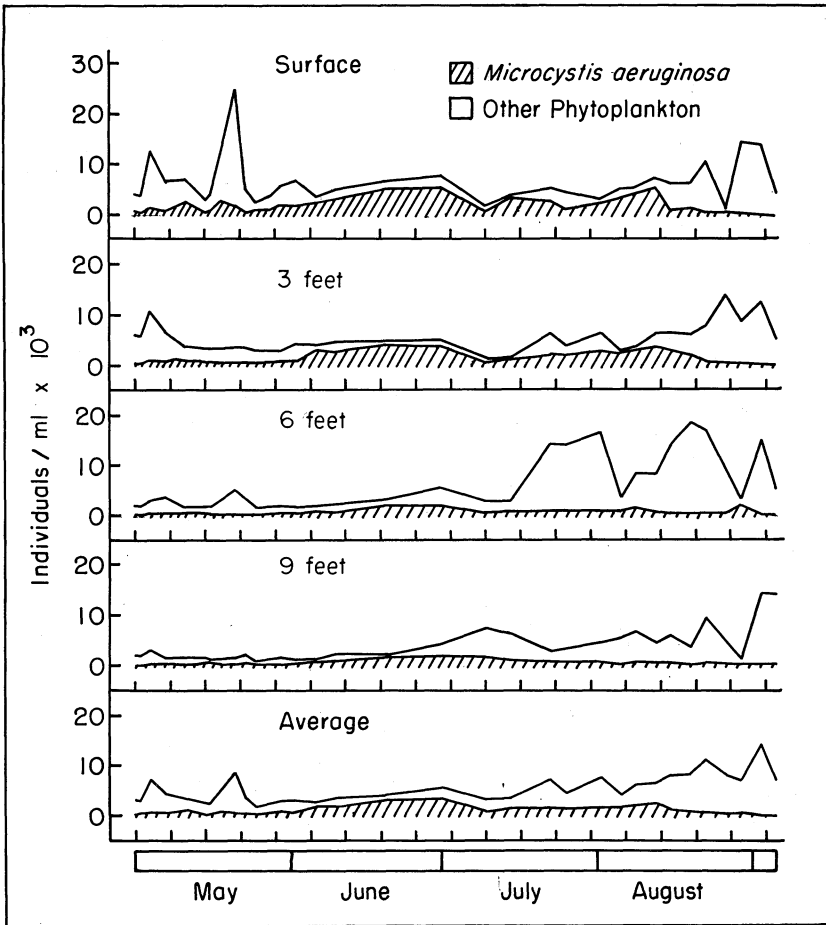 Surface
Microcystis aeruginosa
Other Phytoplankton
30
20
10
0
3 feet
20
10
0
6 feet
20
10
0
9 feet
20
10
0
Average
20
10
0
Individuals / ml x 10³
May June July August